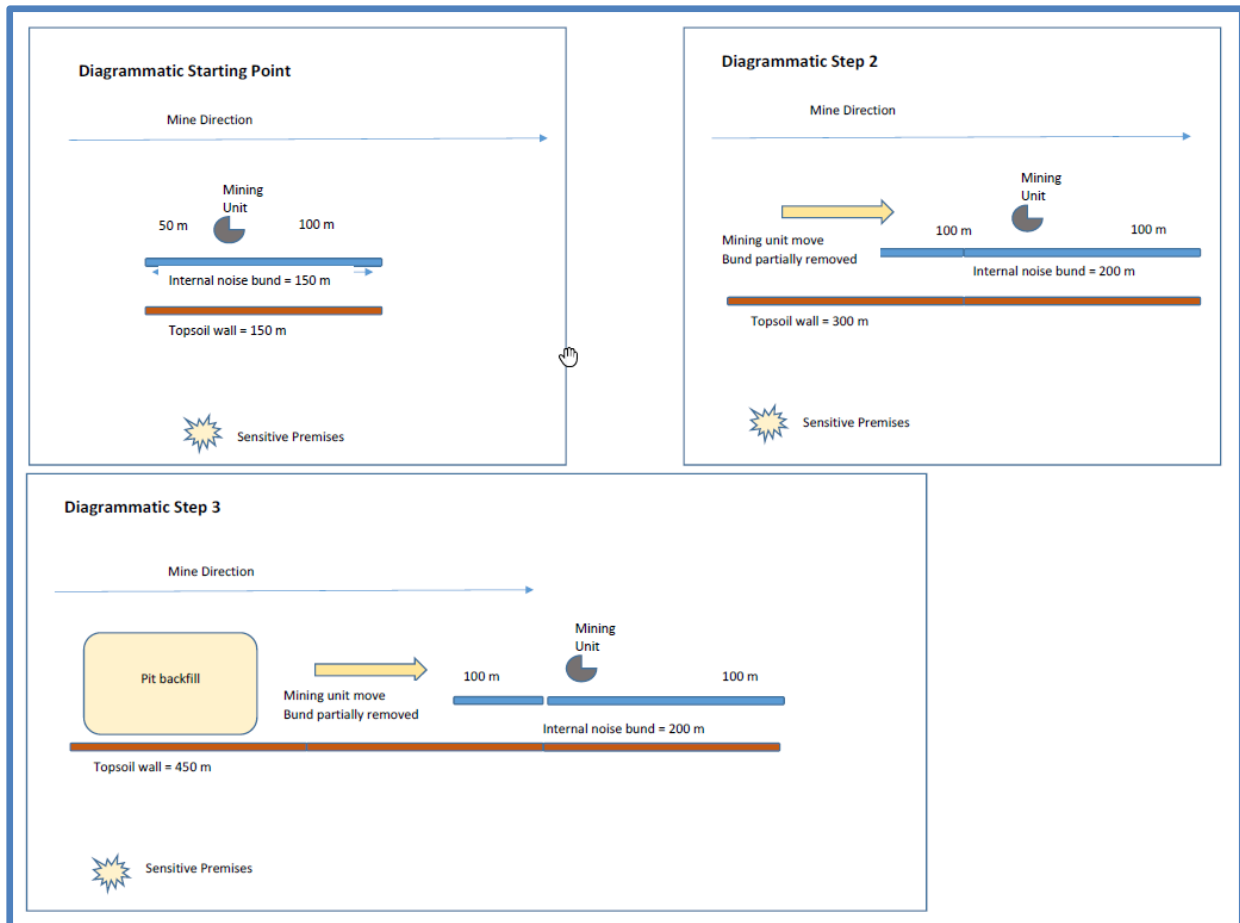 Diagrammatic Starting Point
Mine Direction
Mining
Unit
50 m
100 m
Internal noise bund = 150 m
Topsoil wall = 150 m
Sensitive Premises
Diagrammatic Step 2
Mine Direction
Mining
Unit
Mining unit move
Bund partially removed
100 m
100 m
Internal noise bund = 200 m
Topsoil wall = 300 m
Sensitive Premises
Diagrammatic Step 3
Mine Direction
Mining
Unit
Pit backfill
Mining unit move
Bund partially removed
100 m
100 m
Internal noise bund = 200 m
Topsoil wall = 450 m
Sensitive Premises